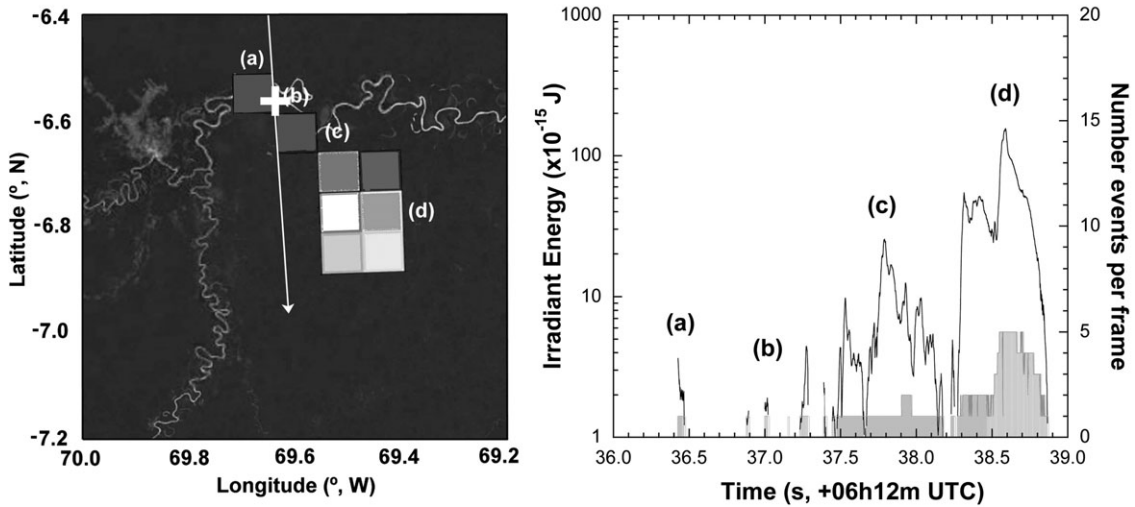 -6.4
-6.6
-6.8
-7.0
-7.2
Latitude (º, N)
70.0 69.8 69.6 69.4 69.2
Longitude (º, W)
(a)
(b)
(c)
(d)
1000
100
10
1
Irradiant Energy (x10⁻¹⁵ J)
(a)
(b)
(c)
(d)
20
15
10
5
0
Number events per frame
36.0 36.5 37.0 37.5 38.0 38.5 39.0
Time (s, +06h12m UTC)